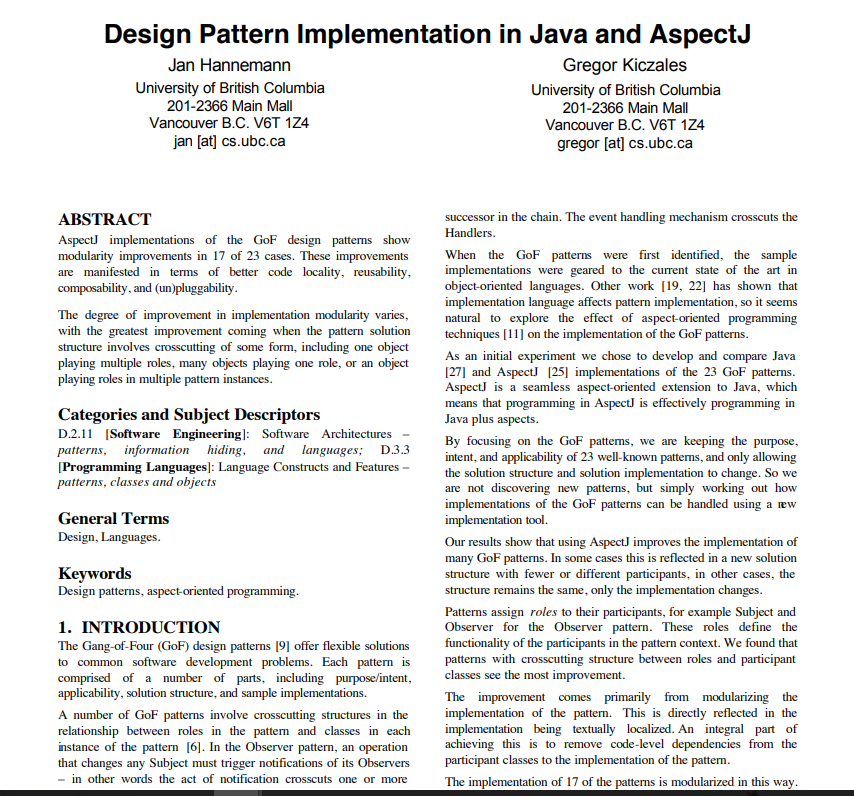 Design Pattern Implementation in Java and AspectJ
Jan Hannemann
University of British Columbia
201-2366 Main Mall
Vancouver B.C. V6T 1Z4
jan [at] cs.ubc.ca
Gregor Kiczales
University of British Columbia
201-2366 Main Mall
Vancouver B.C. V6T 1Z4
gregor [at] cs.ubc.ca
ABSTRACT
AspectJ implementations of the GoF design patterns show
modularity improvements in 17 of 23 cases. These improvements
are manifested in terms of better code locality, reusability,
composability, and (un)pluggability.
The degree of improvement in implementation modularity varies,
with the greatest improvement coming when the pattern solution
structure involves crosscutting of some form, including one object
playing multiple roles, many objects playing one role, or an object
playing roles in multiple pattern instances.
Categories and Subject Descriptors
D.2.11 [Software Engineering]: Software Architectures –
patterns, information hiding, and languages; D.3.3
[Programming Languages]: Language Constructs and Features –
patterns, classes and objects
General Terms
Design, Languages.
Keywords
Design patterns, aspect-oriented programming.
1. INTRODUCTION
The Gang-of-Four (GoF) design patterns [9] offer flexible solutions
to common software development problems. Each pattern is
comprised of a number of parts, including purpose/intent,
applicability, solution structure, and sample implementations.
A number of GoF patterns involve crosscutting structures in the
relationship between roles in the pattern and classes in each
instance of the pattern [6]. In the Observer pattern, an operation
that changes any Subject must trigger notifications of its Observers
– in other words the act of notification crosscuts one or more
successor in the chain. The event handling mechanism crosscuts the
Handlers.
When the GoF patterns were first identified, the sample
implementations were geared to the current state of the art in
object-oriented languages. Other work [19, 22] has shown that
implementation language affects pattern implementation, so it seems
natural to explore the effect of aspect-oriented programming
techniques [11] on the implementation of the GoF patterns.
As an initial experiment we chose to develop and compare Java
[27] and AspectJ [25] implementations of the 23 GoF patterns.
AspectJ is a seamless aspect-oriented extension to Java, which
means that programming in AspectJ is effectively programming in
Java plus aspects.
By focusing on the GoF patterns, we are keeping the purpose,
intent, and applicability of 23 well-known patterns, and only allowing
the solution structure and solution implementation to change. So we
are not discovering new patterns, but simply working out how
implementations of the GoF patterns can be handled using a new
implementation tool.
Our results show that using AspectJ improves the implementation of
many GoF patterns. In some cases this is reflected in a new solution
structure with fewer or different participants, in other cases, the
structure remains the same, only the implementation changes.
Patterns assign roles to their participants, for example Subject and
Observer for the Observer pattern. These roles define the
functionality of the participants in the pattern context. We found that
patterns with crosscutting structure between roles and participant
classes see the most improvement.
The improvement comes primarily from modularizing the
implementation of the pattern. This is directly reflected in the
implementation being textually localized. An integral part of
achieving this is to remove code-level dependencies from the
participant classes to the implementation of the pattern.
The implementation of 17 of the patterns is modularized in this way.